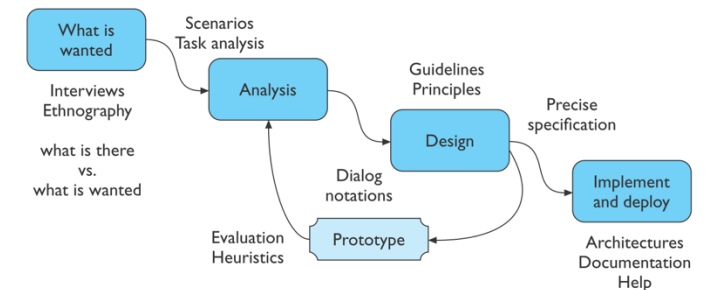 What is
wanted
Interviews
Ethnography
what is there
vs.
what is wanted
Scenarios
Task analysis
Analysis
Guidelines
Principles
Design
Dialog
notations
Prototype
Evaluation
Heuristics
Precise
specification
Implement
and deploy
Architectures
Documentation
Help